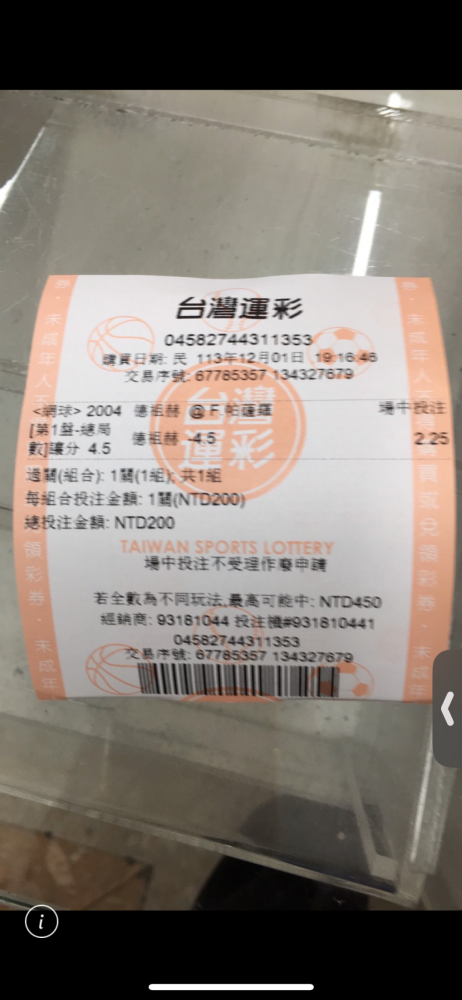 台灣運彩
04582744311353
購買日期: 民 113年12月01日 19:16:46
交易序號: 67785357 134327679
<網球> 2004 德祖赫 @ F.帕薩羅 場中投注
[第1盤-總局數]讓分 4.5 德祖赫 -4.5 2.25
台灣運彩
過關(組合): 1關(1組); 共1組
每組合投注金額: 1關(NTD200)
總投注金額: NTD200
TAIWAN SPORTS LOTTERY
場中投注不受理作廢申請
若全數為不同玩法,最高可能中: NTD450
經銷商: 93181044 投注機#931810441
04582744311353
交易序號: 67785357 134327679